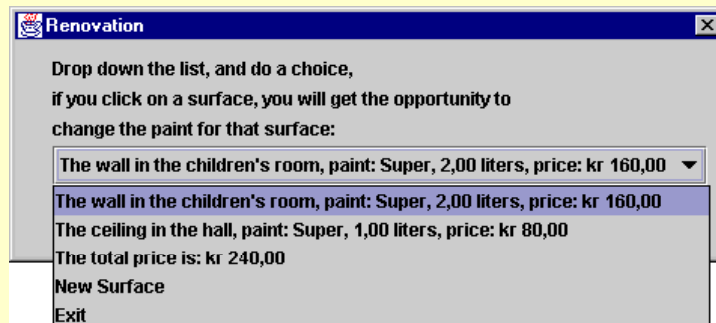 Renovation
Drop down the list, and do a choice,
if you click on a surface, you will get the opportunity to
change the paint for that surface:
The wall in the children's room, paint: Super, 2,00 liters, price: kr 160,00
The wall in the children's room, paint: Super, 2,00 liters, price: kr 160,00
The ceiling in the hall, paint: Super, 1,00 liters, price: kr 80,00
The total price is: kr 240,00
New Surface
Exit